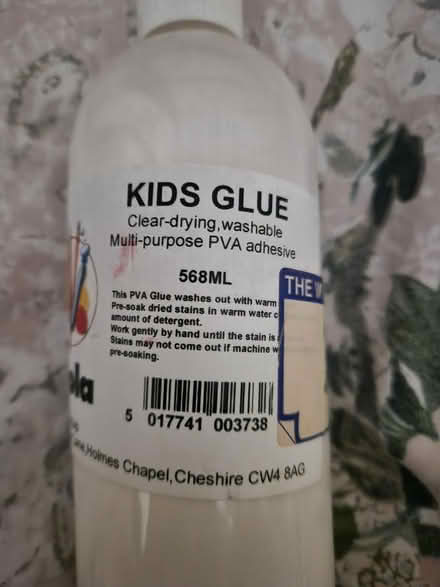 KIDS GLUE
Clear-drying,washable
Multi-purpose PVA adhesive
568ML
This PVA Glue washes out with warm
Pre-soak dried stains in warm water
amount of detergent.
Work gently by hand until the stain is
Stains may not come out if machine
pre-soaking.
THE
ola
5 017741 003738
Holmes Chapel,Cheshire CW4 8AG